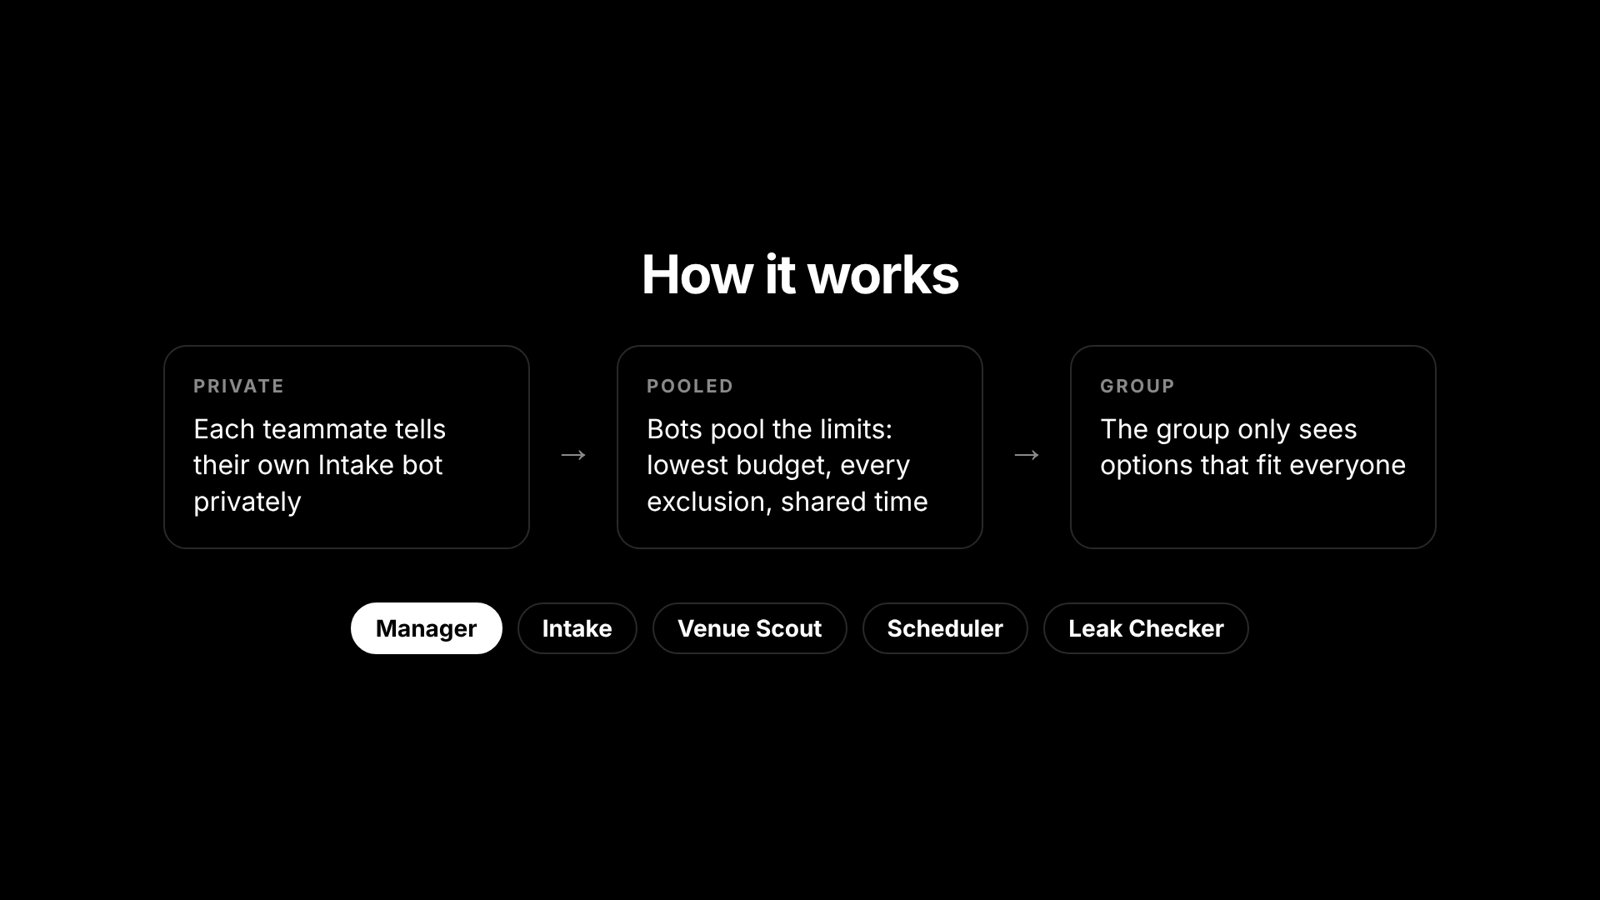 How it works
PRIVATE
Each teammate tells
their own Intake bot
privately
→
POOLED
Bots pool the limits:
lowest budget, every
exclusion, shared time
→
GROUP
The group only sees
options that fit everyone
Manager
Intake
Venue Scout
Scheduler
Leak Checker